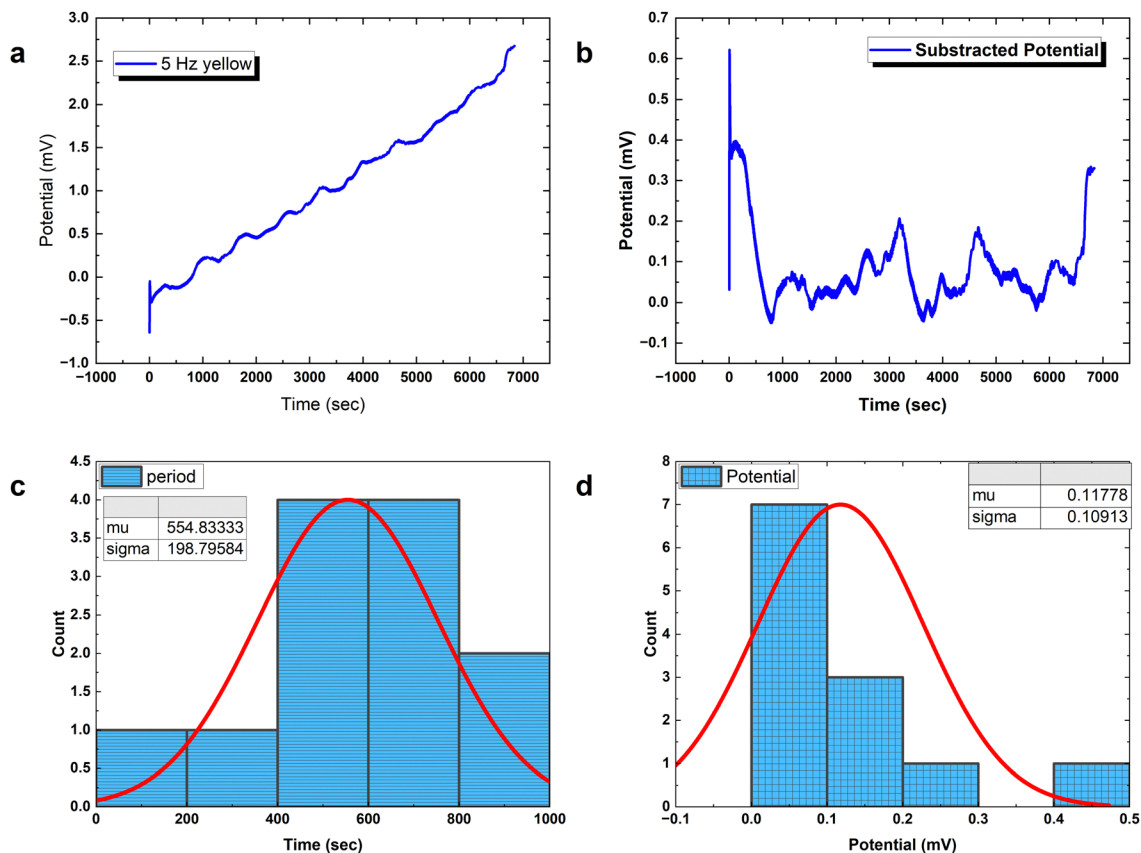 a
5 Hz yellow
3.0
2.5
2.0
1.5
1.0
0.5
0.0
−0.5
−1.0
Potential (mV)
−1000 0 1000 2000 3000 4000 5000 6000 7000
Time (sec)
b
Substracted Potential
0.7
0.6
0.5
0.4
0.3
0.2
0.1
0.0
−0.1
Potential (mV)
−1000 0 1000 2000 3000 4000 5000 6000 7000
Time (sec)
c
period
mu 554.83333
sigma 198.79584
4.5
4.0
3.5
3.0
2.5
2.0
1.5
1.0
0.5
0.0
Count
0 200 400 600 800 1000
Time (sec)
d
Potential
mu 0.11778
sigma 0.10913
8
7
6
5
4
3
2
1
0
Count
−0.1 0.0 0.1 0.2 0.3 0.4 0.5
Potential (mV)